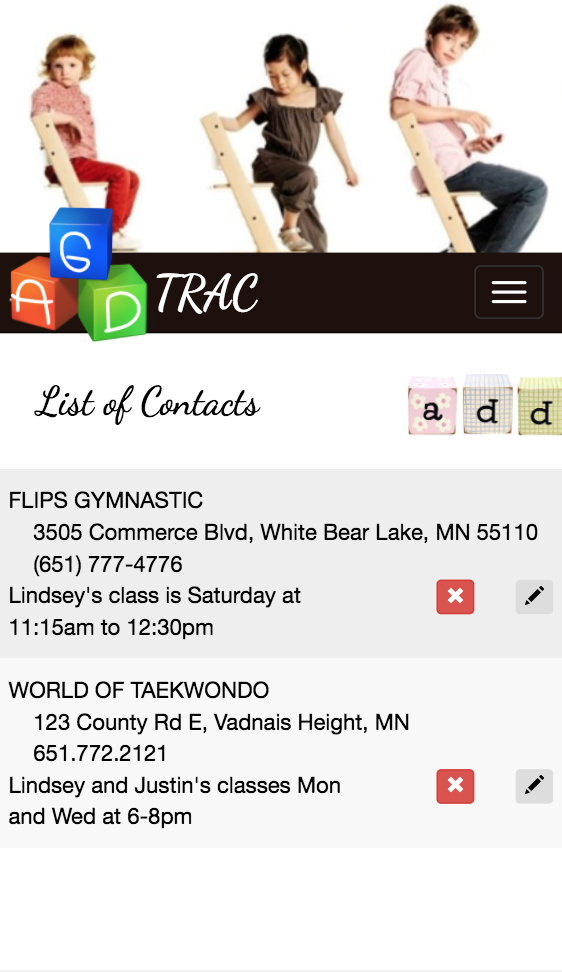 G
A D TRAC
List of Contacts
a d d
FLIPS GYMNASTIC
3505 Commerce Blvd, White Bear Lake, MN 55110
(651) 777-4776
Lindsey's class is Saturday at
11:15am to 12:30pm
WORLD OF TAEKWONDO
123 County Rd E, Vadnais Height, MN
651.772.2121
Lindsey and Justin's classes Mon
and Wed at 6-8pm